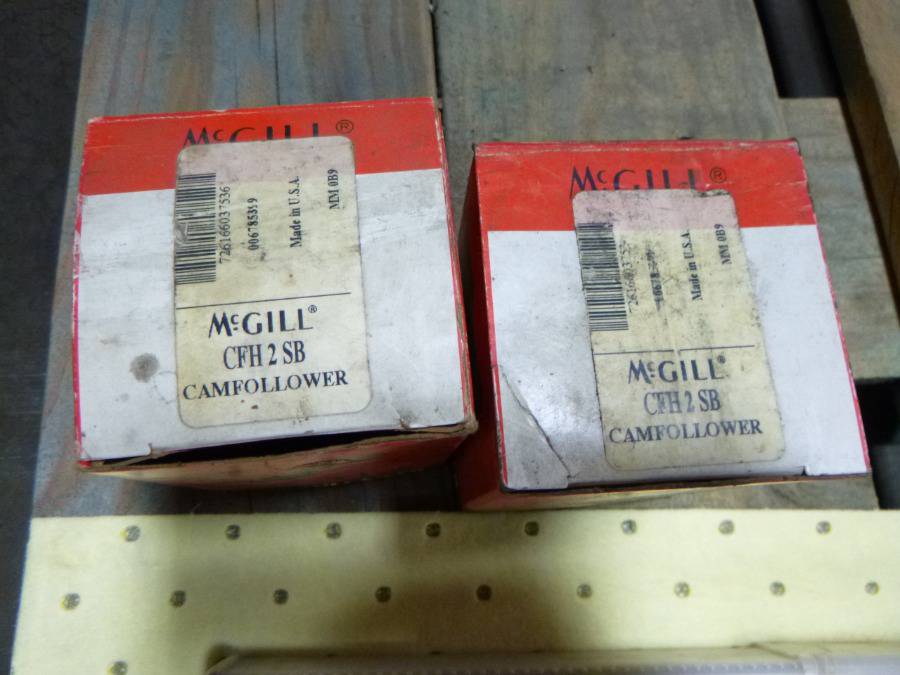 McGILL®
726166037536
006785359
Made in U.S.A.
MM 0B9
McGILL®
CFH 2 SB
CAMFOLLOWER
McGILL®
Made in U.S.A.
MM 0B9
McGILL®
CFH 2 SB
CAMFOLLOWER